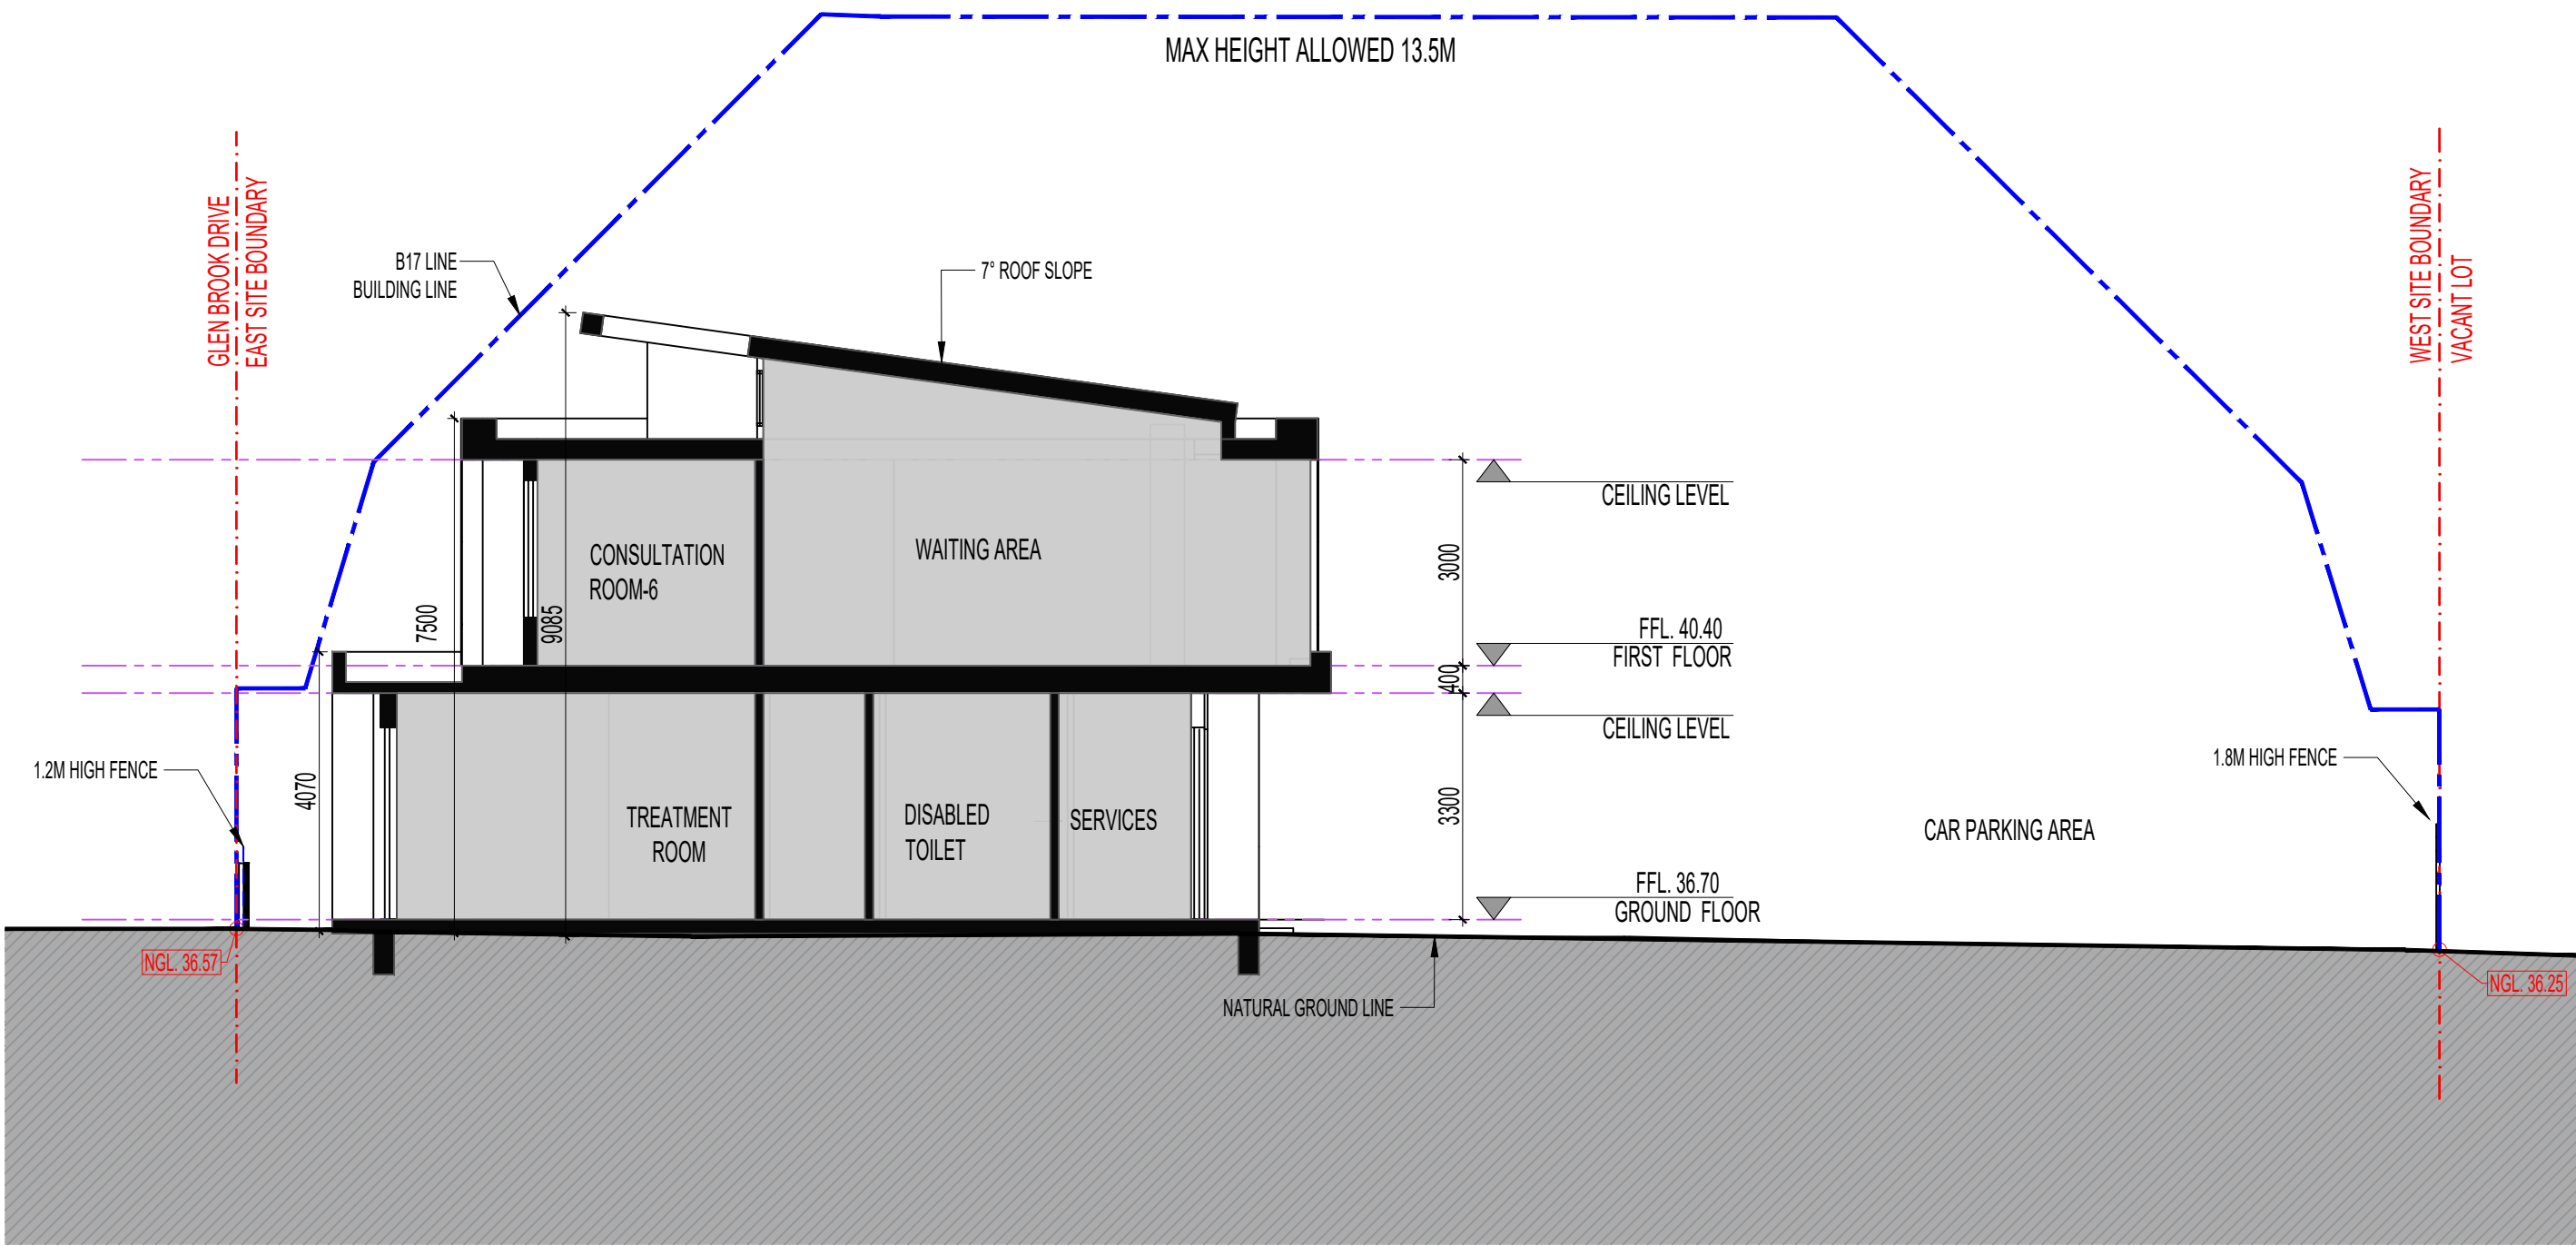 MAX HEIGHT ALLOWED 13.5M
GLEN BROOK DRIVE
EAST SITE BOUNDARY
WEST SITE BOUNDARY
VACANT LOT
B17 LINE
BUILDING LINE
7° ROOF SLOPE
CEILING LEVEL
CONSULTATION
ROOM-6
WAITING AREA
3000
7500
9085
FFL. 40.40
FIRST FLOOR
400
CEILING LEVEL
1.2M HIGH FENCE
1.8M HIGH FENCE
4070
TREATMENT
ROOM
DISABLED
TOILET
SERVICES
3300
CAR PARKING AREA
FFL. 36.70
GROUND FLOOR
NGL. 36.57
NGL. 36.25
NATURAL GROUND LINE